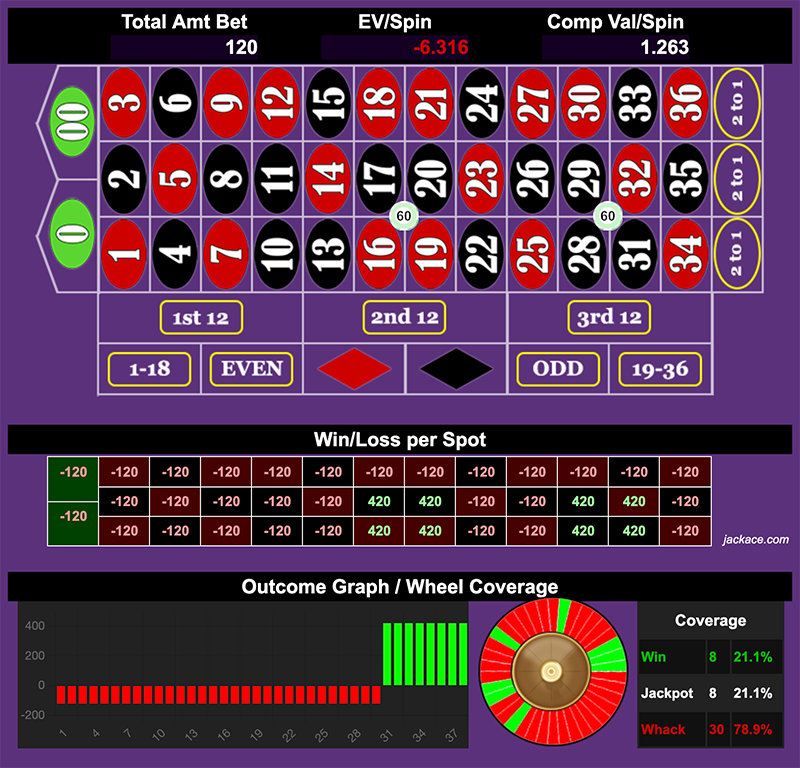 Total Amt Bet EV/Spin Comp Val/Spin
120 -6.316 1.263
00 3 6 9 12 15 18 21 24 27 30 33 36 2 to 1
2 5 8 11 14 17 20 23 26 29 32 35 2 to 1
60 60
0 1 4 7 10 13 16 19 22 25 28 31 34 2 to 1
1st 12 2nd 12 3rd 12
1-18 EVEN ODD 19-36
Win/Loss per Spot
-120 -120 -120 -120 -120 -120 -120 -120 -120 -120 -120 -120 -120
-120 -120 -120 -120 -120 420 420 -120 -120 420 420 -120
-120 -120 -120 -120 -120 -120 420 420 -120 -120 420 420 -120
jackace.com
Outcome Graph / Wheel Coverage
400
200
0
-200
1 4 7 10 13 16 19 22 25 28 31 34 37
Coverage
Win 8 21.1%
Jackpot 8 21.1%
Whack 30 78.9%